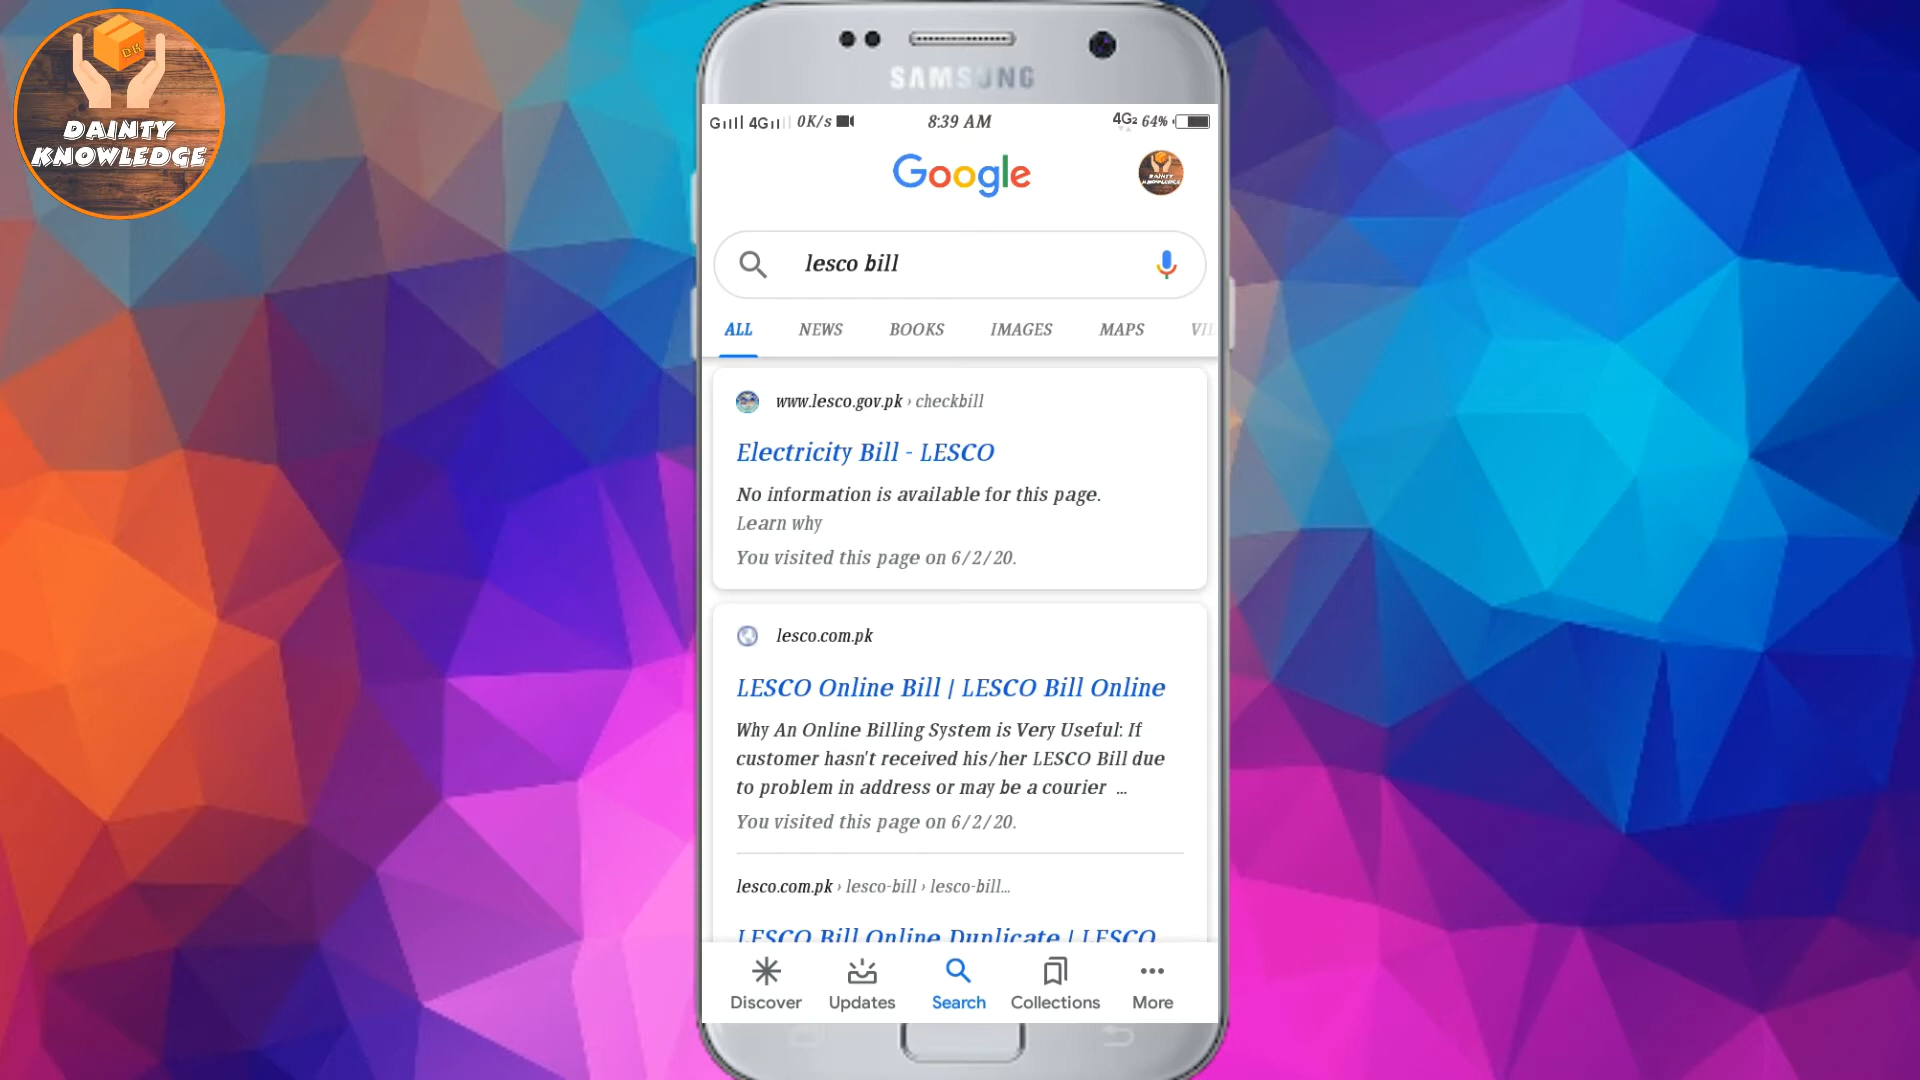 DK
DAINTY
KNOWLEDGE
SAMSUNG
G 4G 0K/s 8:39 AM 4G2 64%
Google
lesco bill
ALL NEWS BOOKS IMAGES MAPS
www.lesco.gov.pk › checkbill
Electricity Bill - LESCO
No information is available for this page.
Learn why
You visited this page on 6/2/20.
lesco.com.pk
LESCO Online Bill | LESCO Bill Online
Why An Online Billing System is Very Useful: If
customer hasn't received his/her LESCO Bill due
to problem in address or may be a courier ...
You visited this page on 6/2/20.
lesco.com.pk › lesco-bill › lesco-bill...
LESCO Bill Online Duplicate | LESCO
Discover Updates Search Collections More